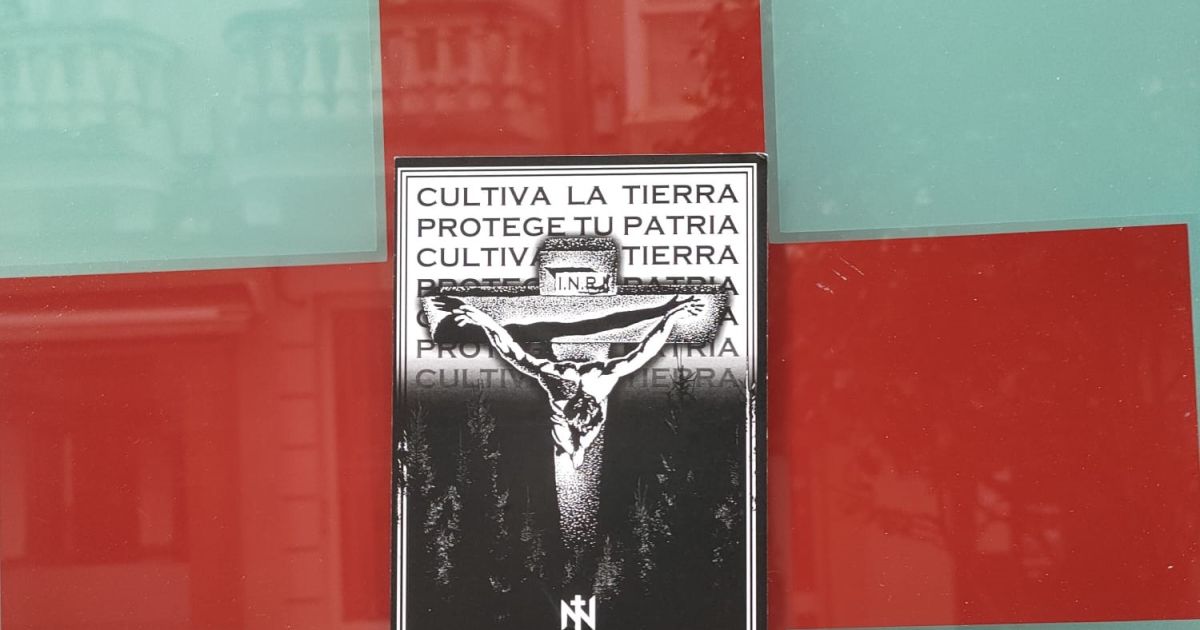 CULTIVA LA TIERRA
PROTEGE TU PATRIA
CULTIVA TIERRA
I.N.R.I
PATRIA
CULTIVA TIERRA